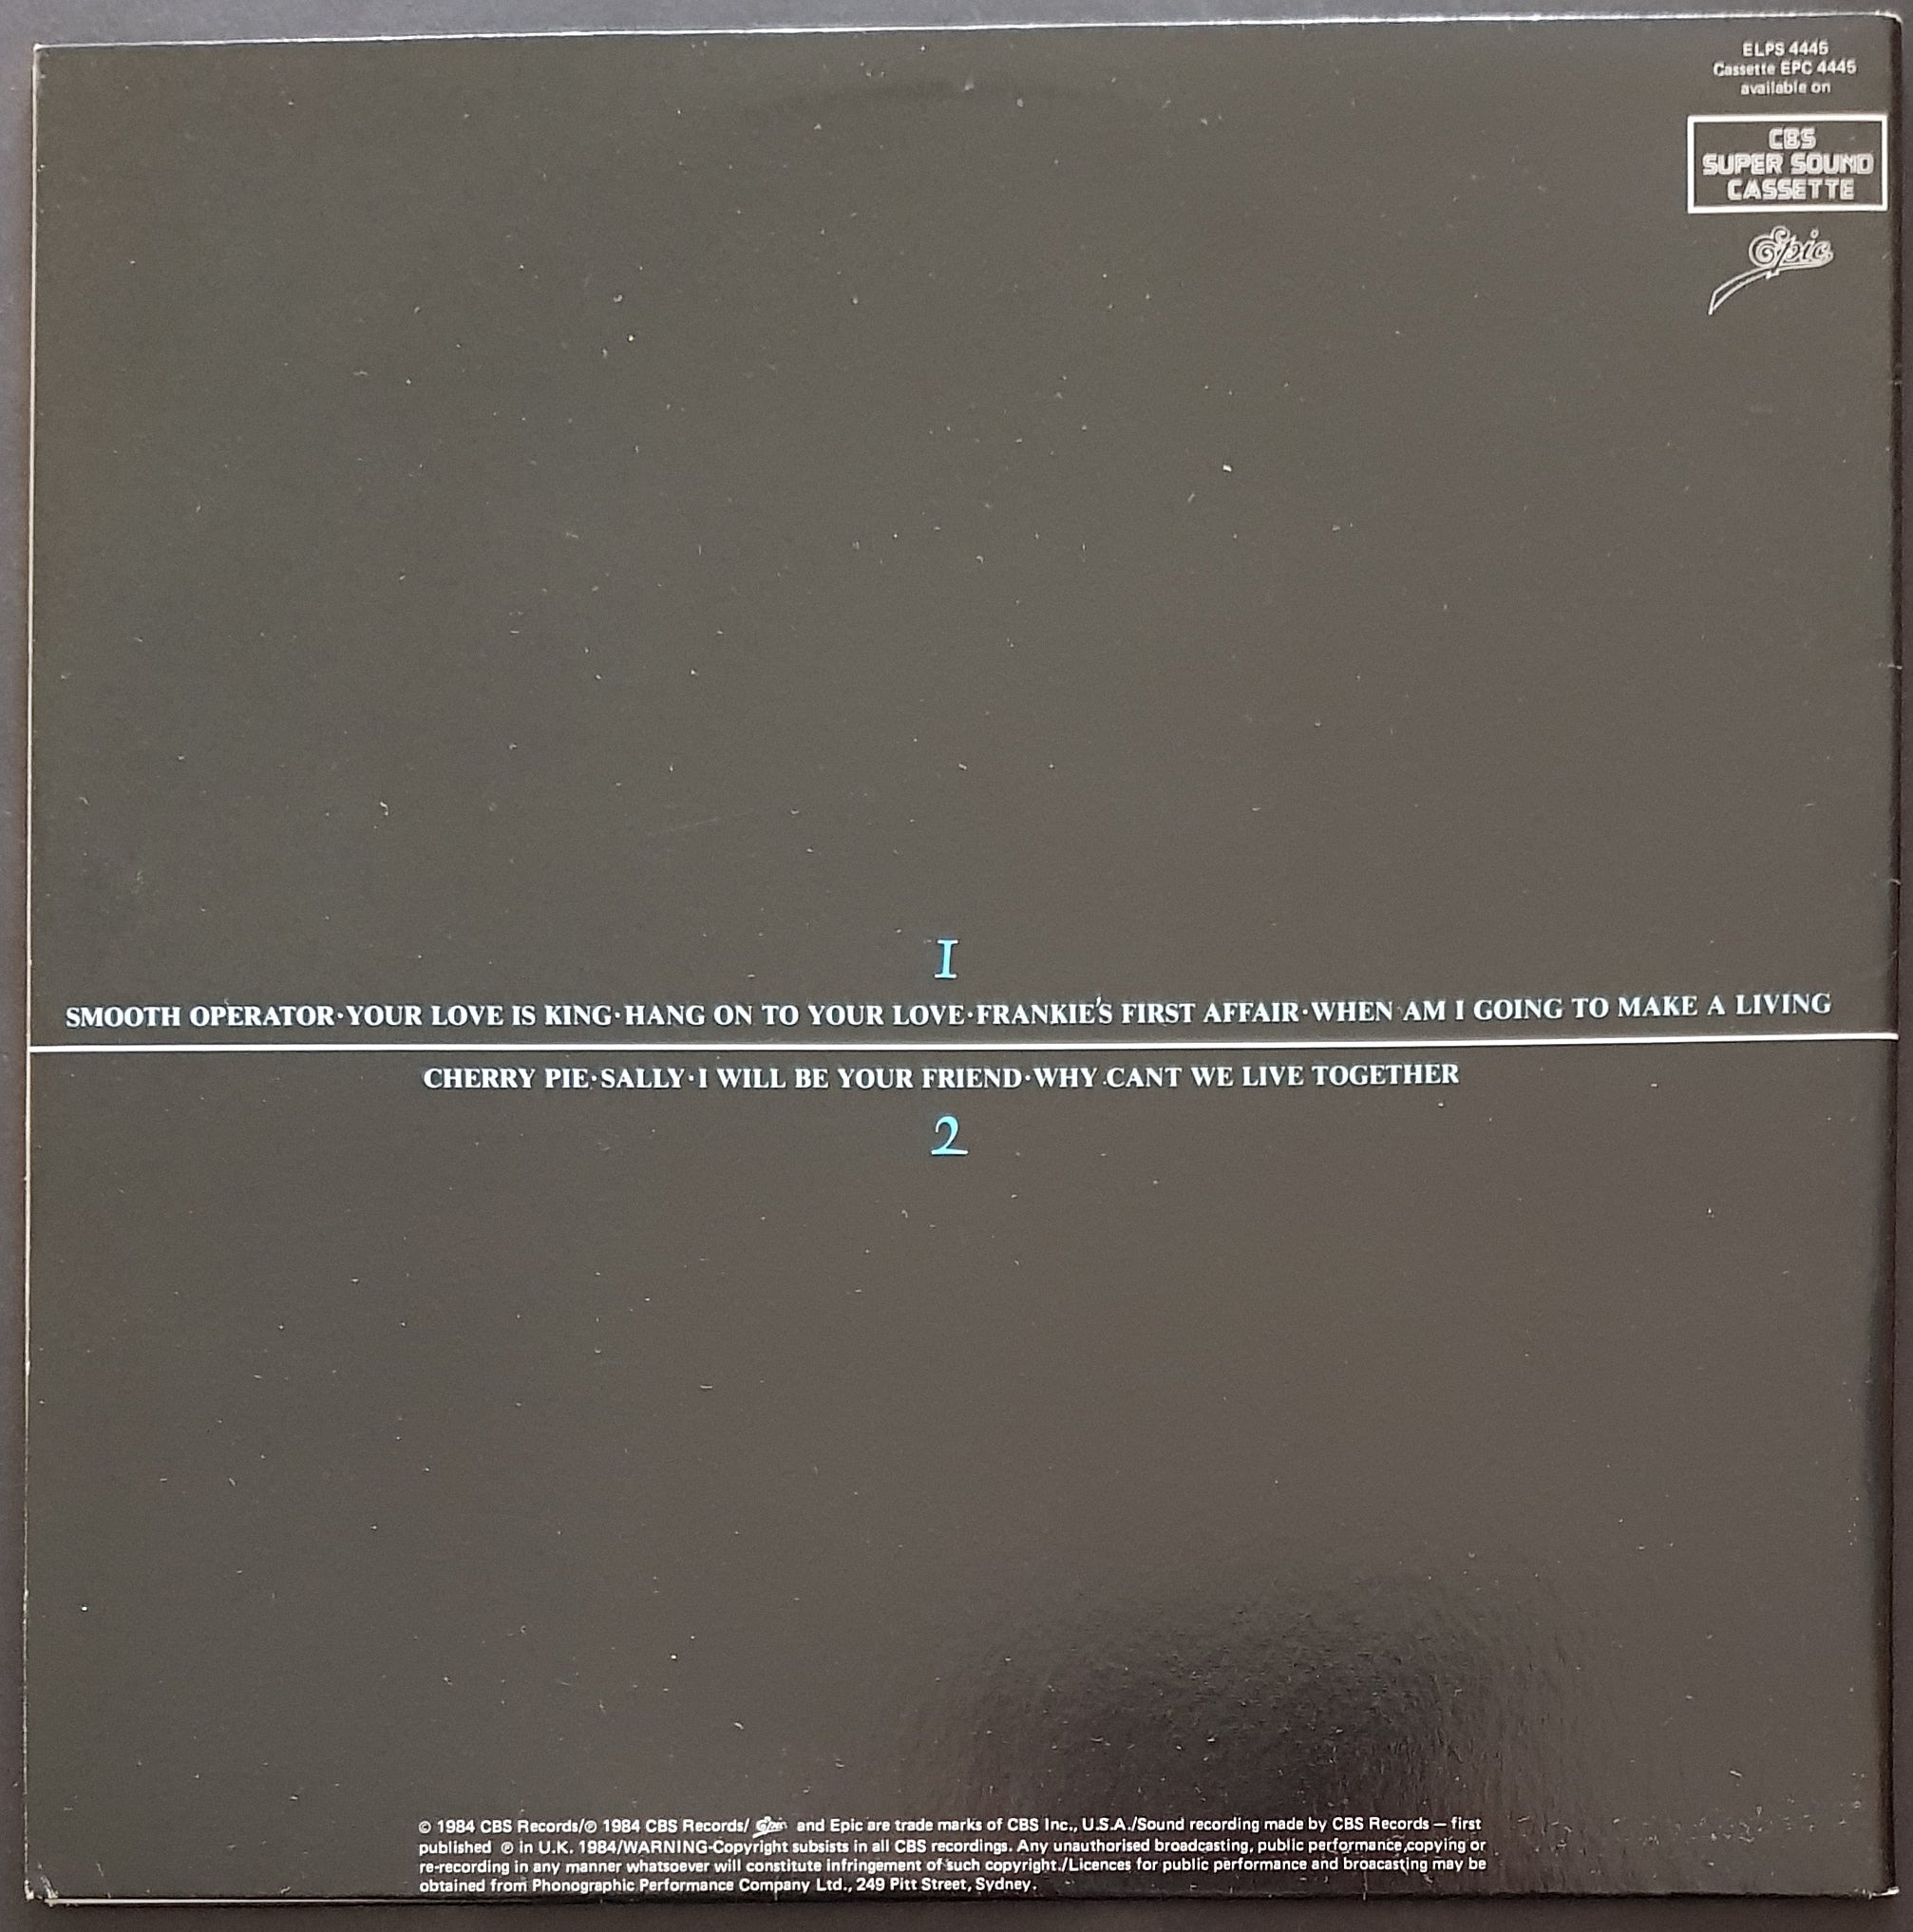 ELPS 4445
Cassette EPC 4445
available on
CBS
SUPER SOUND
CASSETTE
Epic
1
SMOOTH OPERATOR·YOUR LOVE IS KING·HANG ON TO YOUR LOVE·FRANKIE'S FIRST AFFAIR·WHEN AM I GOING TO MAKE A LIVING
CHERRY PIE·SALLY·I WILL BE YOUR FRIEND·WHY CANT WE LIVE TOGETHER
2
© 1984 CBS Records/℗ 1984 CBS Records/ Epic and Epic are trade marks of CBS Inc., U.S.A./Sound recording made by CBS Records — first
published ℗ in U.K. 1984/WARNING-Copyright subsists in all CBS recordings. Any unauthorised broadcasting, public performance,copying or
re-recording in any manner whatsoever will constitute infringement of such copyright./Licences for public performance and broacasting may be
obtained from Phonographic Performance Company Ltd., 249 Pitt Street, Sydney.